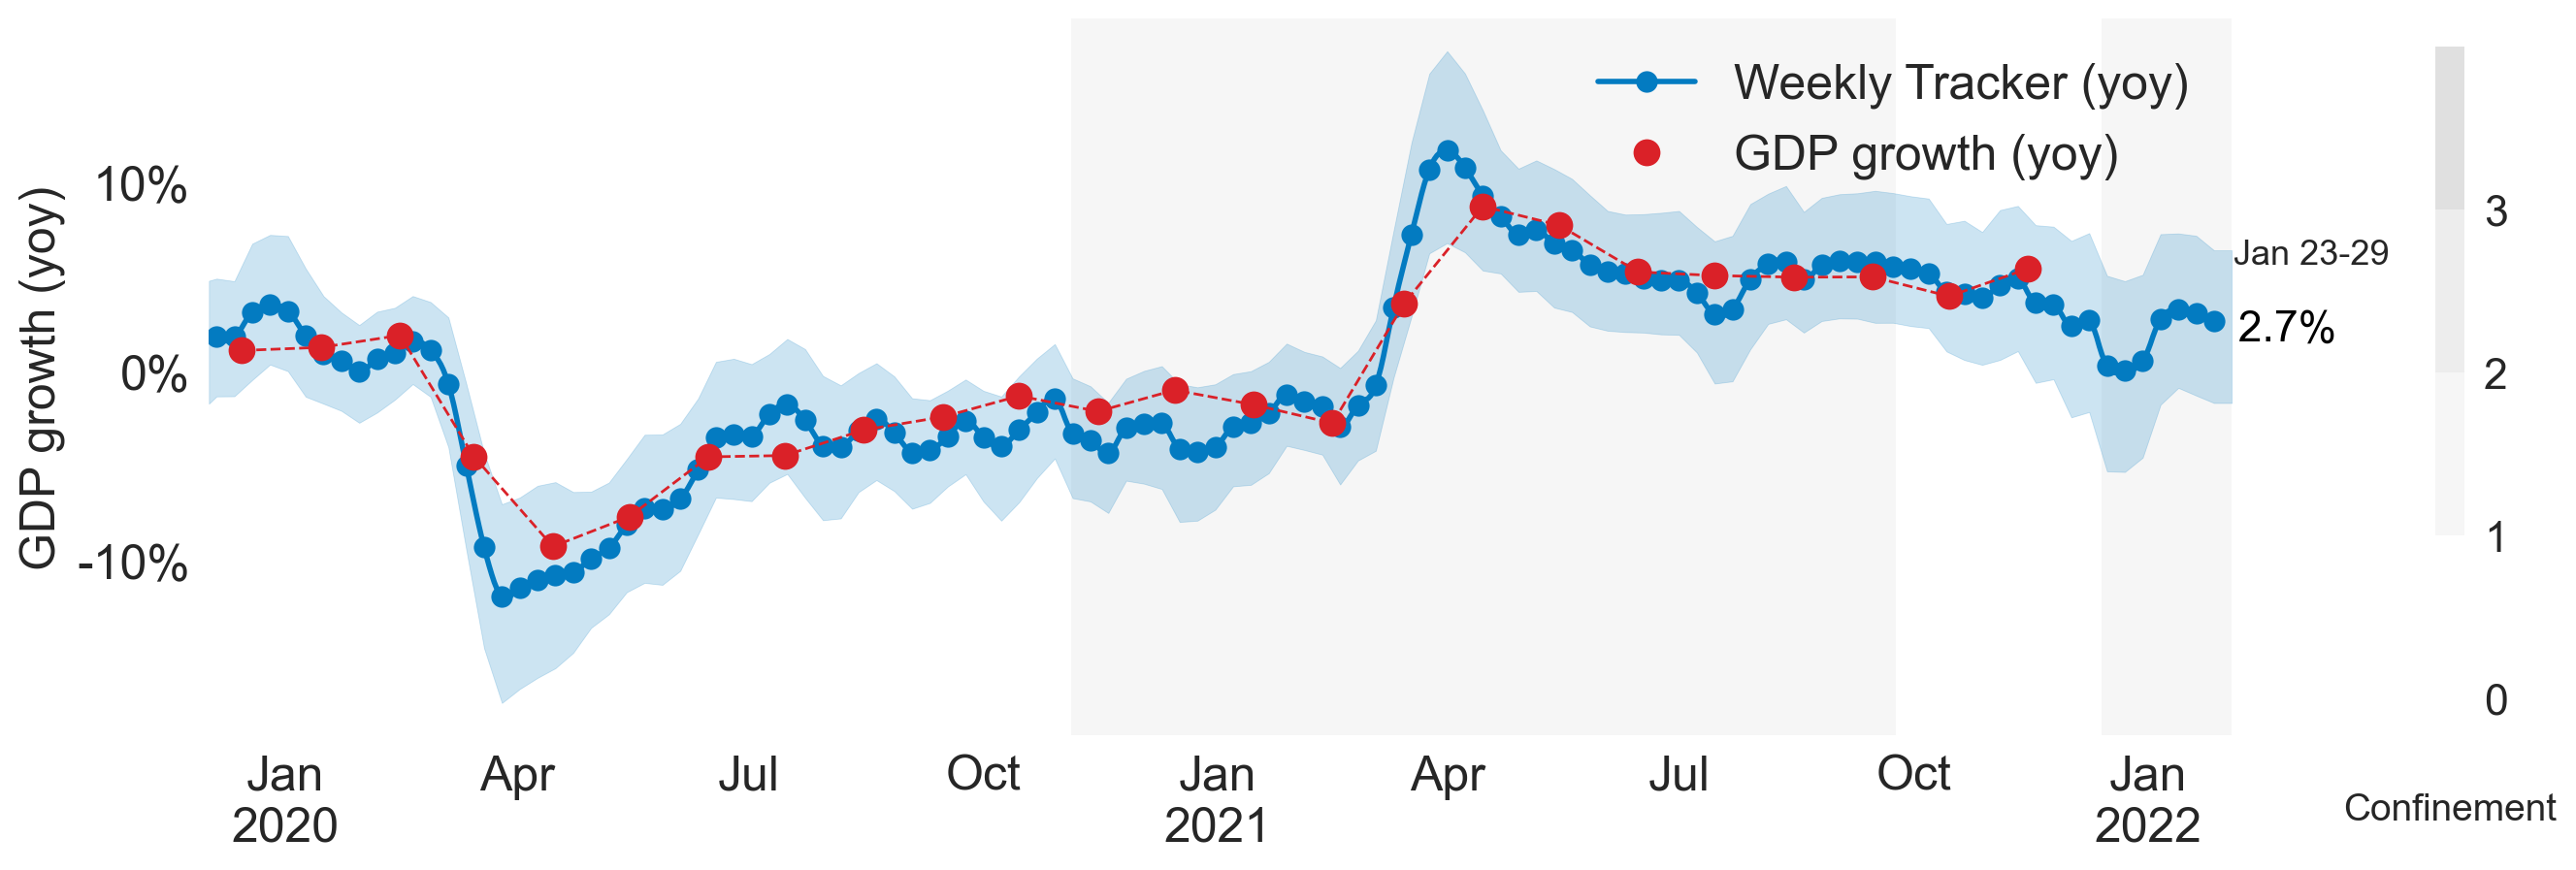 Weekly Tracker (yoy)
GDP growth (yoy)
GDP growth (yoy)
10%
0%
-10%
Jan 23-29
2.7%
3
2
1
0
Confinement
Jan
2020
Apr
Jul
Oct
Jan
2021
Apr
Jul
Oct
Jan
2022